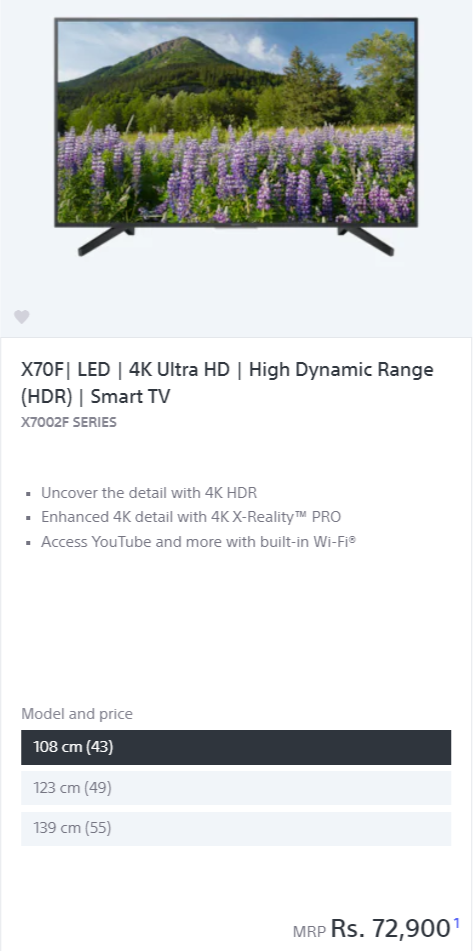 X70F| LED | 4K Ultra HD | High Dynamic Range
(HDR) | Smart TV
X7002F SERIES
Uncover the detail with 4K HDR
Enhanced 4K detail with 4K X-Reality™ PRO
Access YouTube and more with built-in Wi-Fi®
Model and price
108 cm (43)
123 cm (49)
139 cm (55)
MRP Rs. 72,900¹